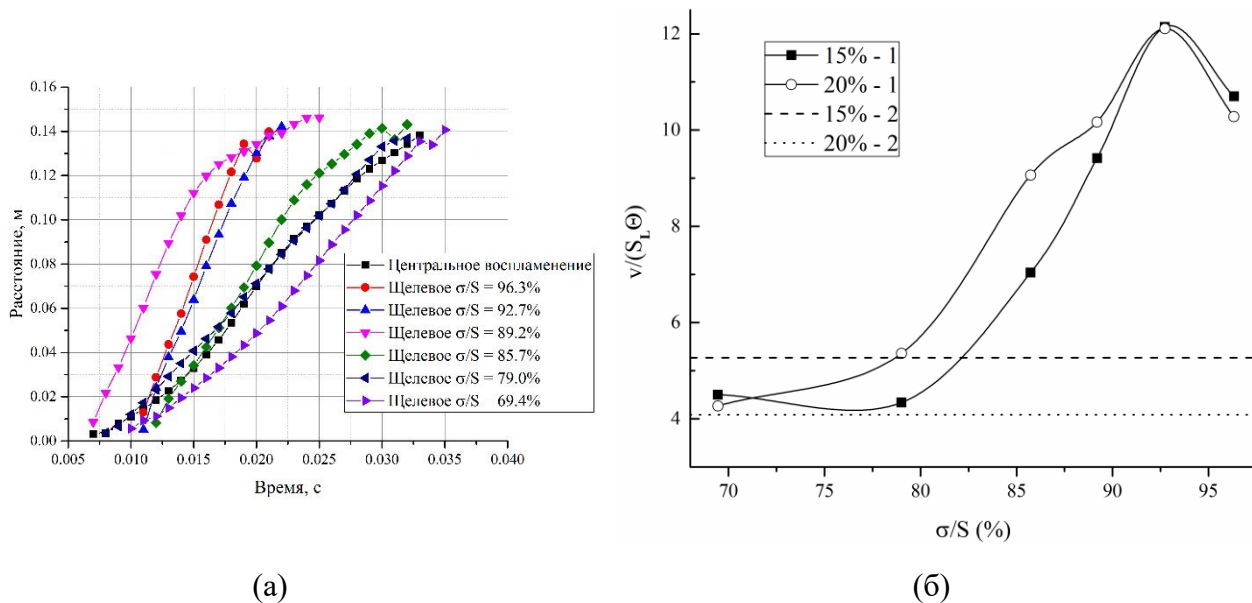 0.16
0.14
0.12
0.10
0.08
0.06
0.04
0.02
0.00
Расстояние, м
0.005 0.010 0.015 0.020 0.025 0.030 0.035 0.040
Время, с
Центральное воспламенение
Щелевое σ/S = 96.3%
Щелевое σ/S = 92.7%
Щелевое σ/S = 89.2%
Щелевое σ/S = 85.7%
Щелевое σ/S = 79.0%
Щелевое σ/S 69.4%
(а)
12
10
8
6
4
v/(S_LΘ)
15% - 1
20% - 1
15% - 2
20% - 2
70 75 80 85 90 95
σ/S (%)
(б)